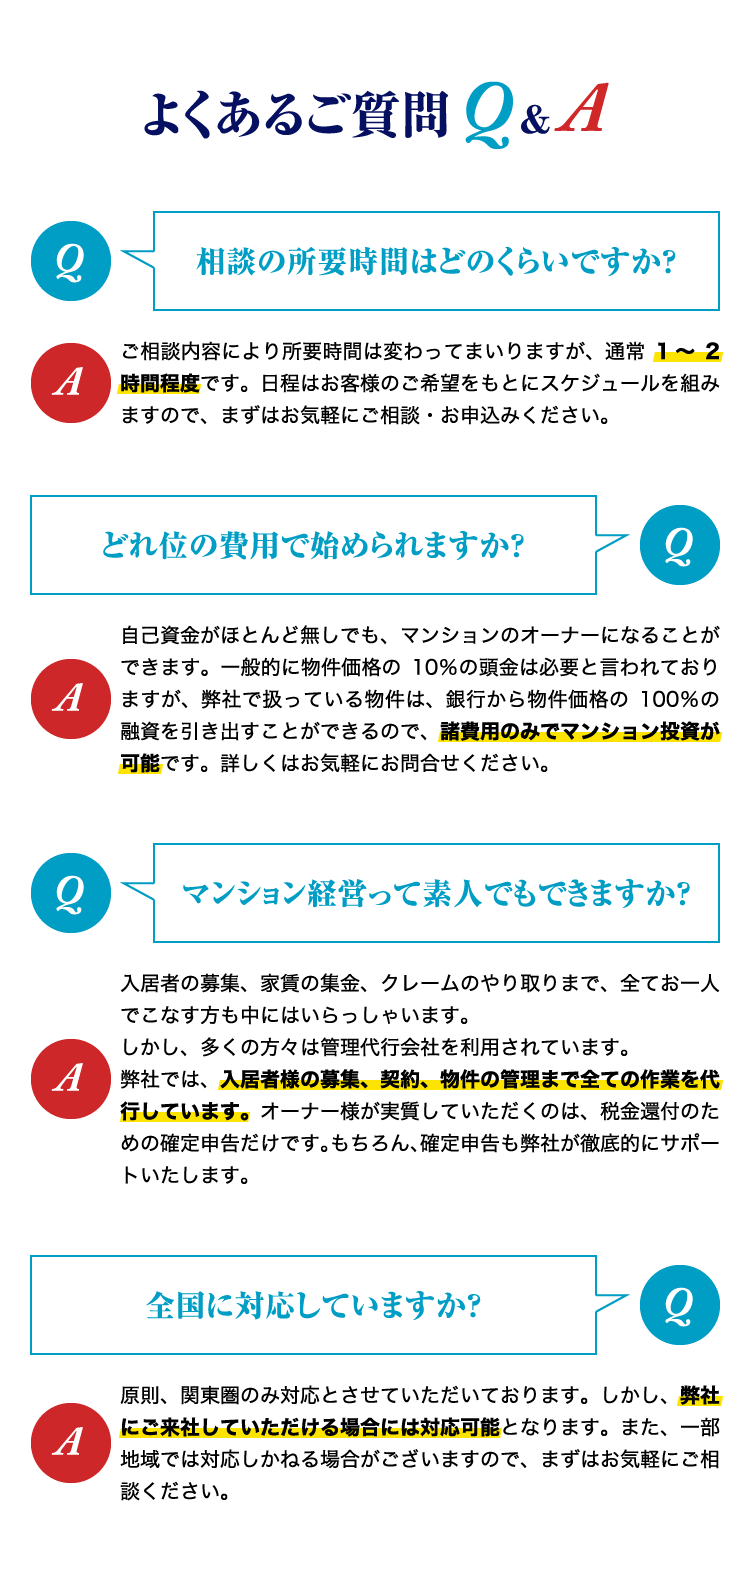 よくあるご質問 Q & A
Q
相談の所要時間はどのくらいですか?
A
ご相談内容により所要時間は変わってまいりますが、通常 1 〜 2
時間程度です。日程はお客様のご希望をもとにスケジュールを組み
ますので、まずはお気軽にご相談・お申込みください。
どれ位の費用で始められますか?
Q
A
自己資金がほとんど無しでも、マンションのオーナーになることが
できます。一般的に物件価格の 10%の頭金は必要と言われており
ますが、弊社で扱っている物件は、銀行から物件価格の 100%の
融資を引き出すことができるので、諸費用のみでマンション投資が
可能です。詳しくはお気軽にお問合せください。
Q
マンション経営って素人でもできますか?
A
入居者の募集、家賃の集金、クレームのやり取りまで、全てお一人
でこなす方も中にはいらっしゃいます。
しかし、多くの方々は管理代行会社を利用されています。
弊社では、入居者様の募集、契約、物件の管理まで全ての作業を代
行しています。オーナー様が実質していただくのは、税金還付のた
めの確定申告だけです。もちろん、確定申告も弊社が徹底的にサポー
トいたします。
全国に対応していますか?
Q
A
原則、関東圏のみ対応とさせていただいております。しかし、弊社
にご来社していただける場合には対応可能となります。また、一部
地域では対応しかねる場合がございますので、まずはお気軽にご相
談ください。